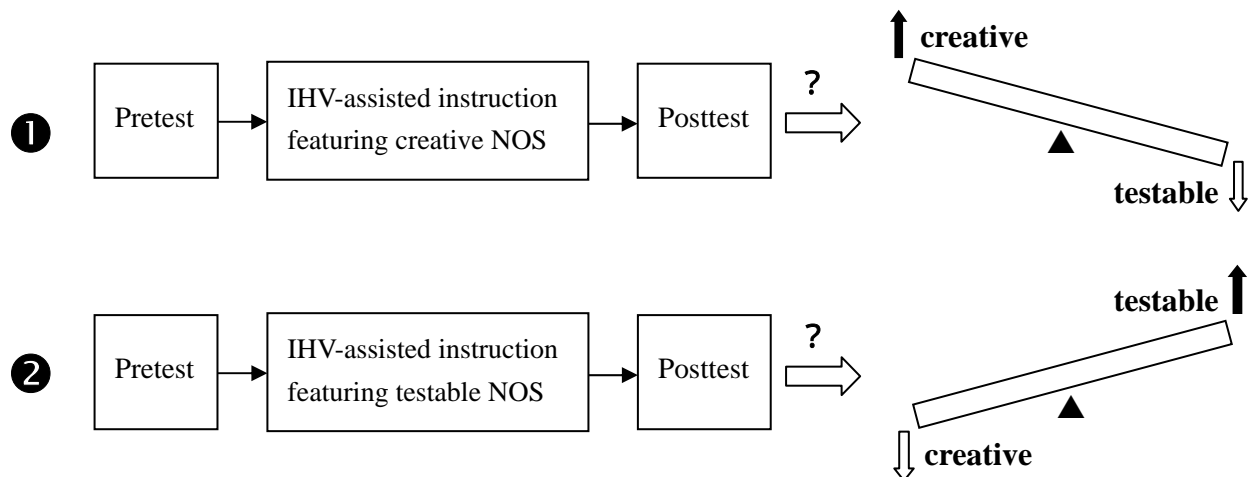 ❶
Pretest
IHV-assisted instruction
featuring creative NOS
Posttest
?
creative
testable
❷
Pretest
IHV-assisted instruction
featuring testable NOS
Posttest
?
testable
creative